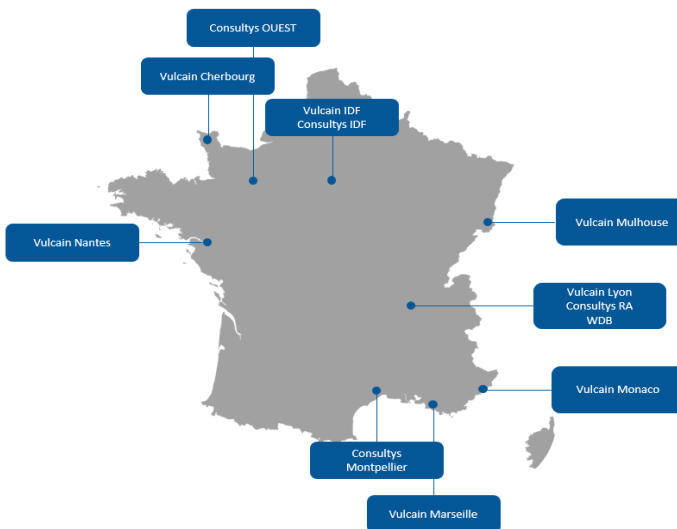 Consultys OUEST
Vulcain Cherbourg
Vulcain IDF
Consultys IDF
Vulcain Mulhouse
Vulcain Nantes
Vulcain Lyon
Consultys RA
WDB
Vulcain Monaco
Consultys
Montpellier
Vulcain Marseille